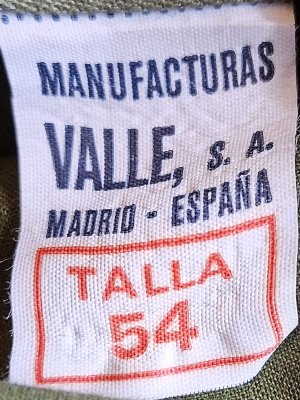 MANUFACTURAS
VALLE, S. A.
MADRID - ESPAÑA
TALLA
54